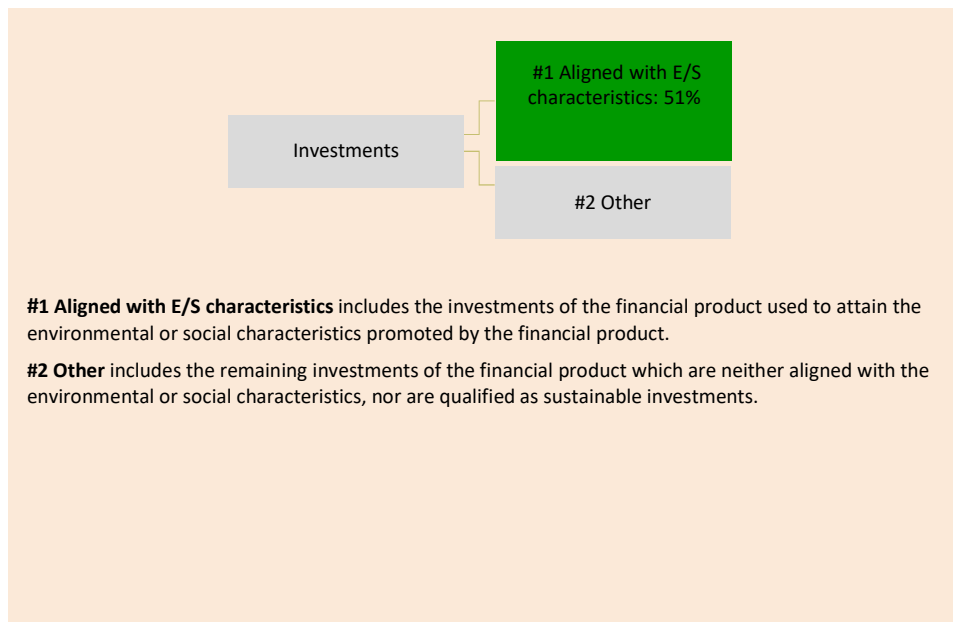 #1 Aligned with E/S
characteristics: 51%
Investments
#2 Other
#1 Aligned with E/S characteristics includes the investments of the financial product used to attain the
environmental or social characteristics promoted by the financial product.
#2 Other includes the remaining investments of the financial product which are neither aligned with the
environmental or social characteristics, nor are qualified as sustainable investments.